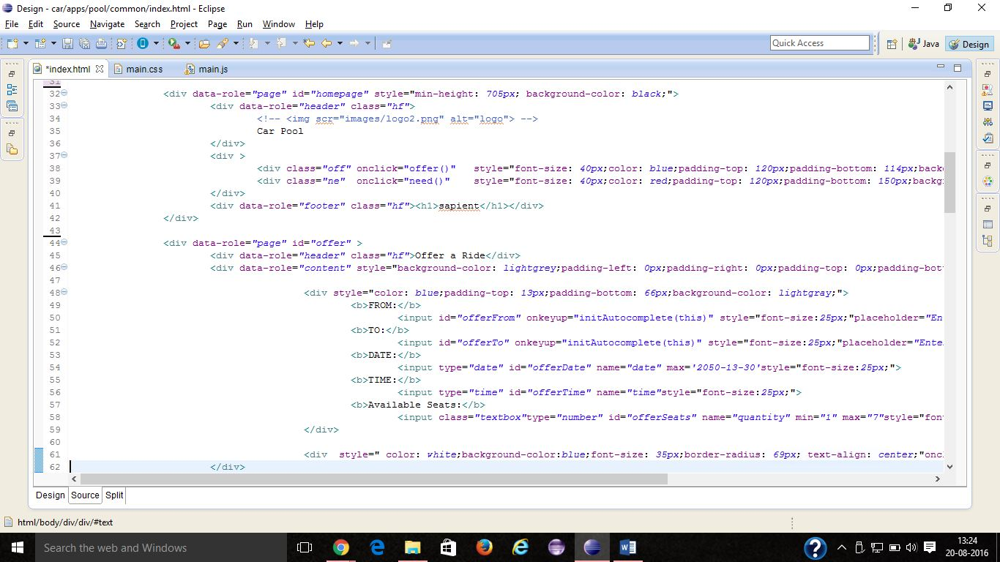 Design - car/apps/pool/common/index.html - Eclipse
File Edit Source Navigate Search Project Page Run Window Help
Quick Access Java Design
*index.html main.css main.js
31
32 <div data-role="page" id="homepage" style="min-height: 705px; background-color: black;">
33 <div data-role="header" class="hf">
34 <!-- <img scr="images/logo2.png" alt="logo"> -->
35 Car Pool
36 </div>
37 <div >
38 <div class="off" onclick="offer()" style="font-size: 40px;color: blue;padding-top: 120px;padding-bottom: 114px;back
39 <div class="ne" onclick="need()" style="font-size: 40px;color: red;padding-top: 120px;padding-bottom: 150px;backg
40 </div>
41 <div data-role="footer" class="hf"><h1>sapient</h1></div>
42 </div>
43
44 <div data-role="page" id="offer" >
45 <div data-role="header" class="hf">Offer a Ride</div>
46 <div data-role="content" style="background-color: lightgrey;padding-left: 0px;padding-right: 0px;padding-top: 0px;padding-bot
47
48 <div style="color: blue;padding-top: 13px;padding-bottom: 66px;background-color: lightgray;">
49 <b>FROM:</b>
50 <input id="offerFrom" onkeyup="initAutocomplete(this)" style="font-size:25px;"placeholder="En
51 <b>TO:</b>
52 <input id="offerTo" onkeyup="initAutocomplete(this)" style="font-size:25px;"placeholder="Ente
53 <b>DATE:</b>
54 <input type="date" id="offerDate" name="date" max='2050-13-30'style="font-size:25px;">
55 <b>TIME:</b>
56 <input type="time" id="offerTime" name="time"style="font-size:25px;">
57 <b>Available Seats:</b>
58 <input class="textbox"type="number" id="offerSeats" name="quantity" min="1" max="7"style="fon
59 </div>
60
61 <div style=" color: white;background-color:blue;font-size: 35px;border-radius: 69px; text-align: center;"oncl
62 </div>
Design Source Split
html/body/div/div/#text
Search the web and Windows
13:24
20-08-2016